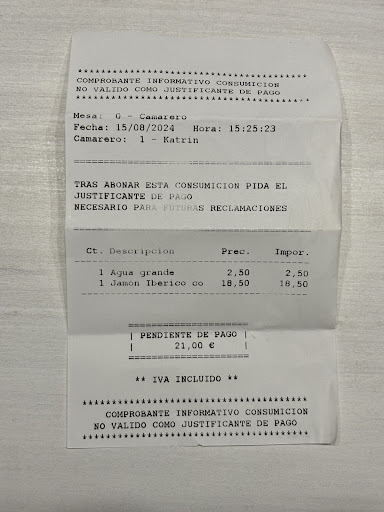 ****************************************
COMPROBANTE INFORMATIVO CONSUMICION
NO VALIDO COMO JUSTIFICANTE DE PAGO
****************************************
Mesa: 0 - Camarero
Fecha: 15/08/2024 Hora: 15:25:23
Camarero: 1 - Katrin
========================================
TRAS ABONAR ESTA CONSUMICION PIDA EL
JUSTIFICANTE DE PAGO
NECESARIO PARA FUTURAS RECLAMACIONES
----------------------------------------
Ct. Descripcion Prec. Impor.
----------------------------------------
1 Agua grande 2,50 2,50
1 Jamón Iberico co 18,50 18,50
----------------------------------------
=====================
| PENDIENTE DE PAGO |
| 21,00 € |
=====================
** IVA INCLUIDO **
****************************************
COMPROBANTE INFORMATIVO CONSUMICION
NO VALIDO COMO JUSTIFICANTE DE PAGO
****************************************